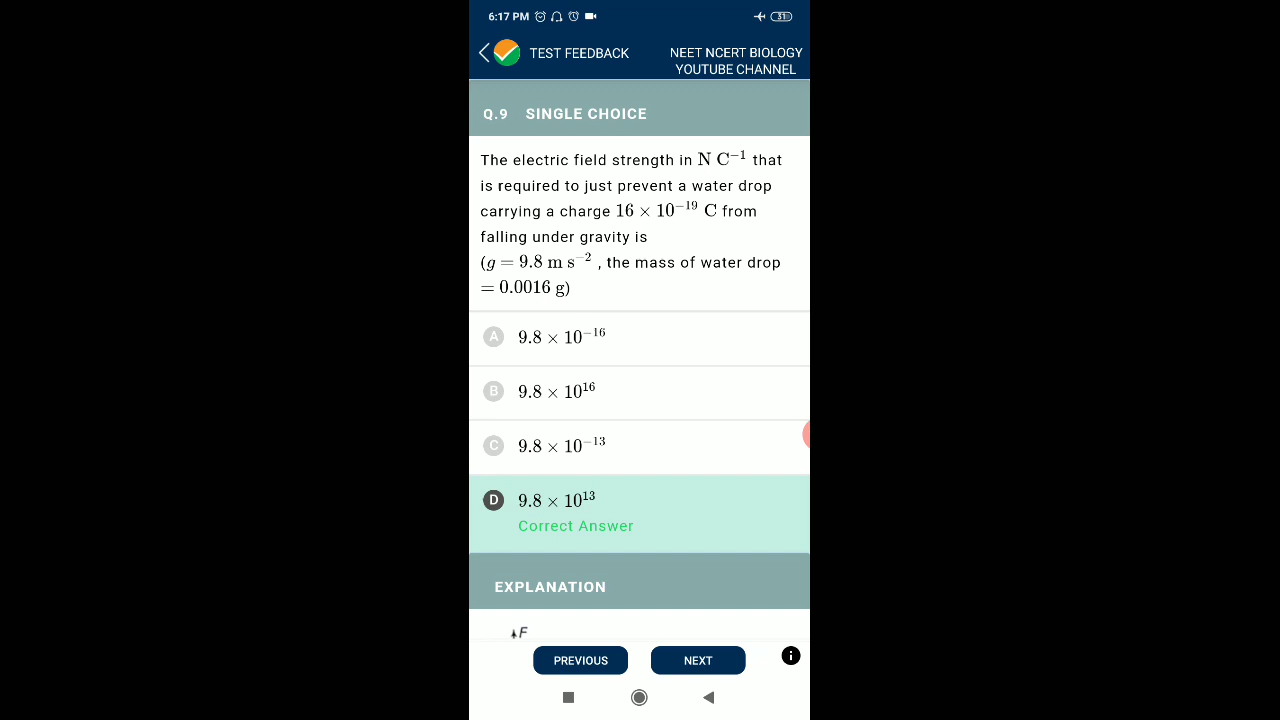 6:17 PM 31
TEST FEEDBACK
NEET NCERT BIOLOGY
YOUTUBE CHANNEL
Q.9 SINGLE CHOICE
The electric field strength in N C⁻¹ that
is required to just prevent a water drop
carrying a charge 16 × 10⁻¹⁹ C from
falling under gravity is
(g = 9.8 m s⁻² , the mass of water drop
= 0.0016 g)
A 9.8 × 10⁻¹⁶
B 9.8 × 10¹⁶
C 9.8 × 10⁻¹³
D 9.8 × 10¹³
Correct Answer
EXPLANATION
F
PREVIOUS NEXT i